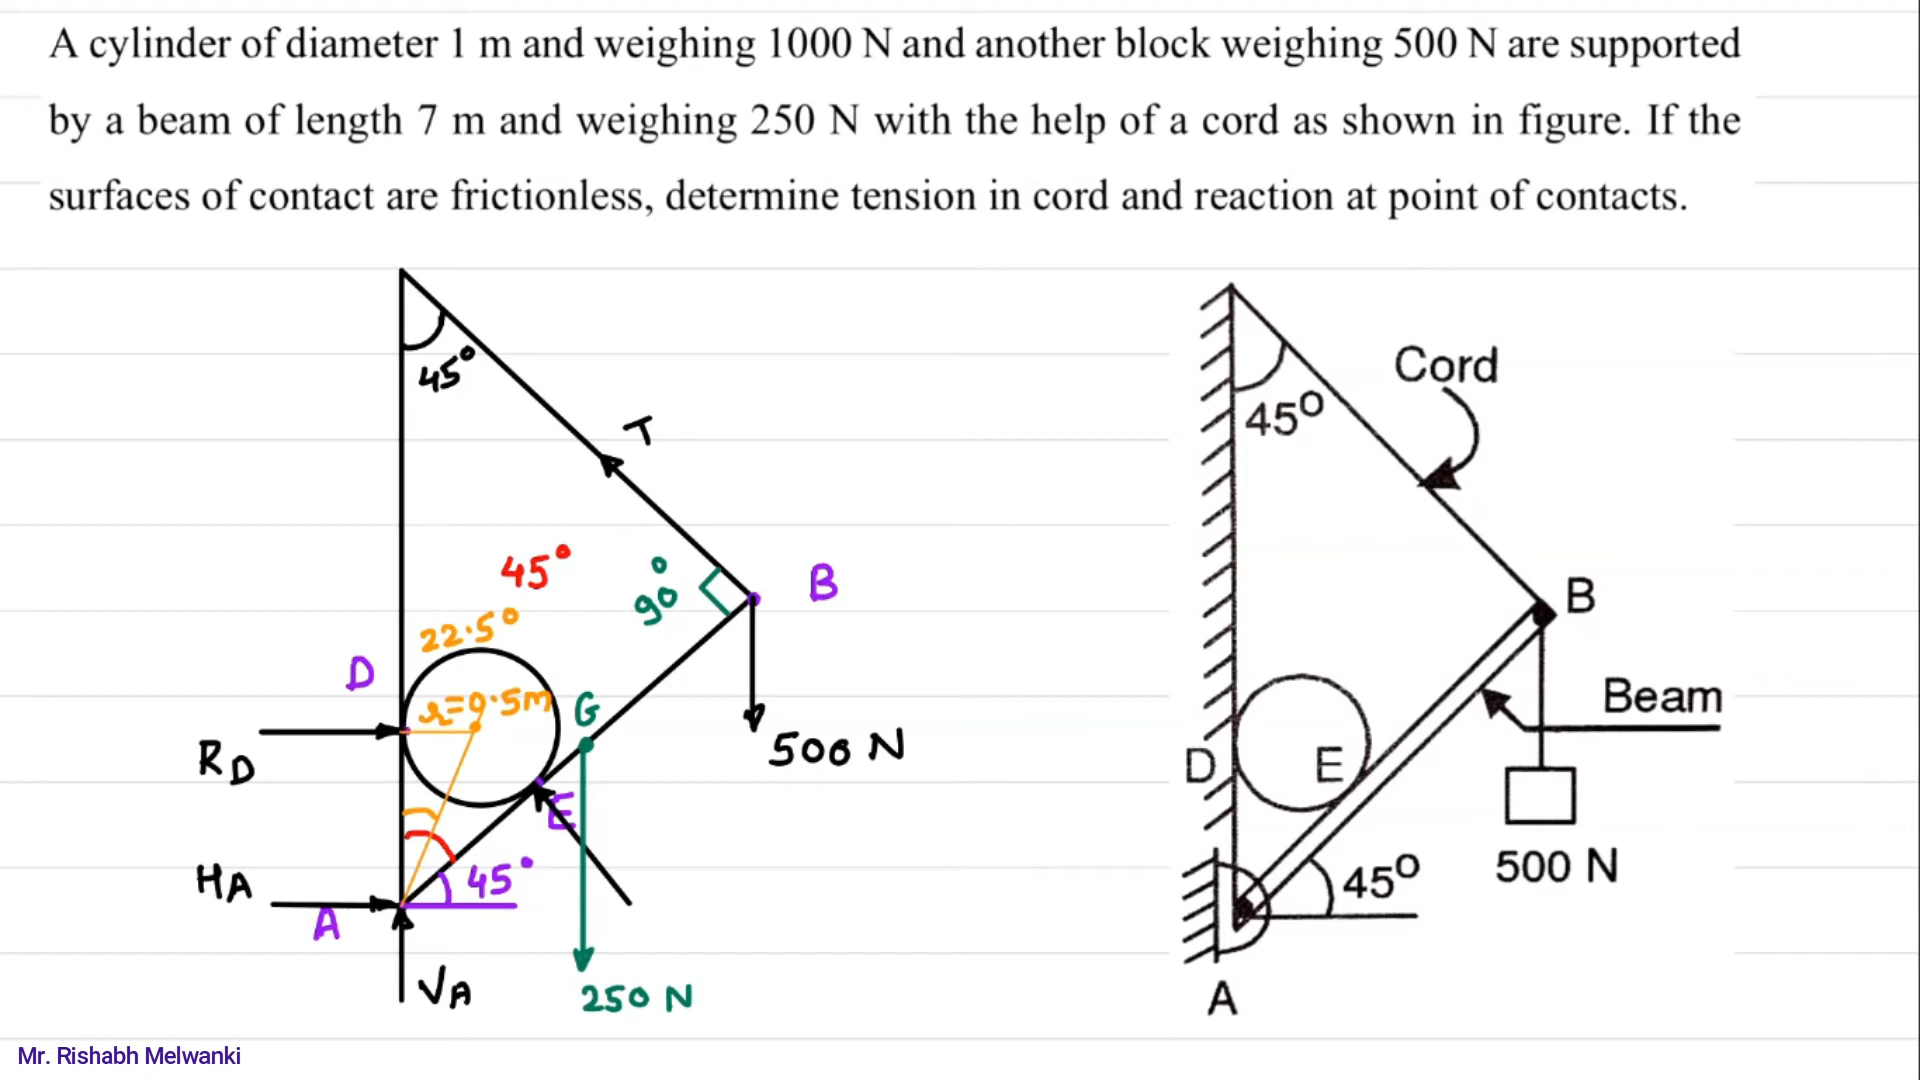 A cylinder of diameter 1 m and weighing 1000 N and another block weighing 500 N are supported
by a beam of length 7 m and weighing 250 N with the help of a cord as shown in figure. If the
surfaces of contact are frictionless, determine tension in cord and reaction at point of contacts.
45°
T
45°
90°
B
22.5°
D
r=0.5m
G
R_D
500 N
E
H_A
A
45°
V_A
250 N
Cord
45°
B
Beam
D
E
45°
500 N
A
Mr. Rishabh Melwanki